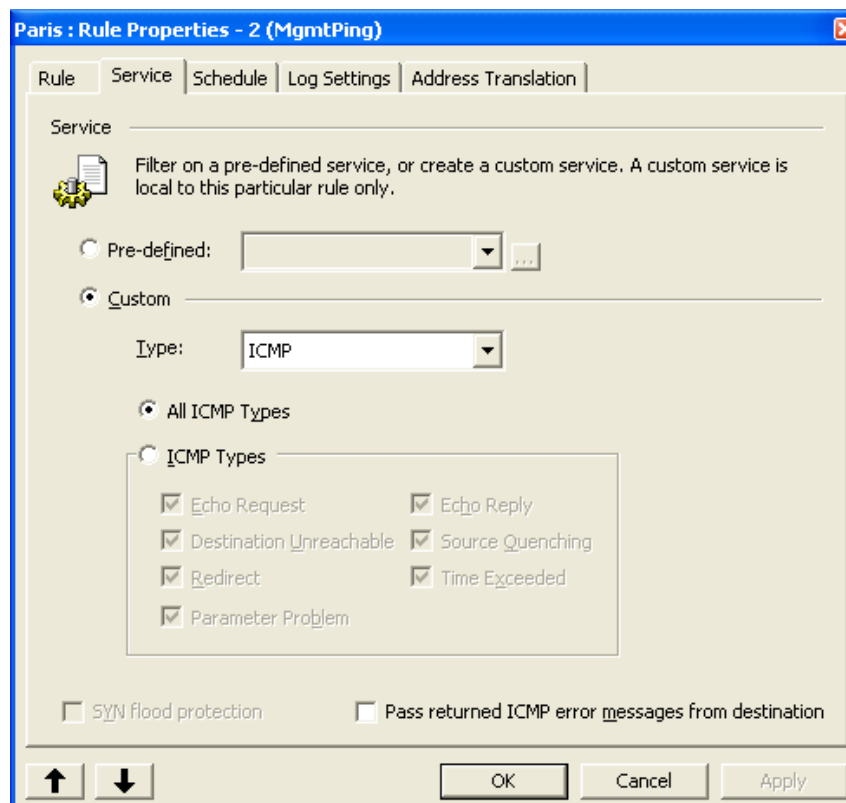 Paris : Rule Properties - 2 (MgmtPing)
Rule Service Schedule Log Settings Address Translation
Service
Filter on a pre-defined service, or create a custom service. A custom service is
local to this particular rule only.
Pre-defined: ...
Custom
Type: ICMP
All ICMP Types
ICMP Types
Echo Request Echo Reply
Destination Unreachable Source Quenching
Redirect Time Exceeded
Parameter Problem
SYN flood protection Pass returned ICMP error messages from destination
OK Cancel Apply